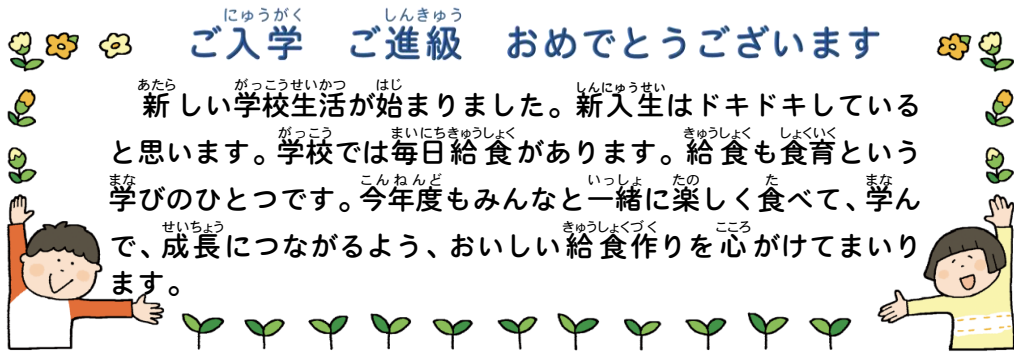 ご入学 ご進級 おめでとうございます
新しい学校生活が始まりました。新入生はドキドキしている
と思います。学校では毎日給食があります。給食も食育という
学びのひとつです。今年度もみんなと一緒に楽しく食べて、学ん
で、成長につながるよう、おいしい給食作りを心がけてまいり
ます。